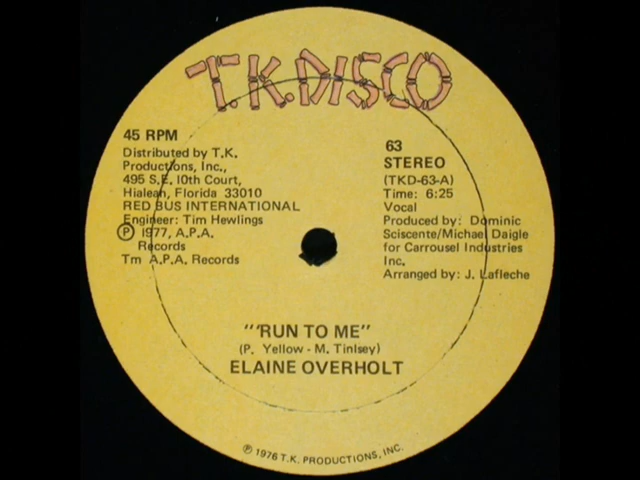 T.K. DISCO
45 RPM
Distributed by T.K.
Productions, Inc.,
495 S.E. 10th Court,
Hialeah, Florida 33010
RED BUS INTERNATIONAL
Engineer: Tim Hewlings
Ⓟ 1977, A.P.A.
Records
Tm A.P.A. Records
63
STEREO
(TKD-63-A)
Time: 6:25
Vocal
Produced by: Dominic
Sciscente/Michael Daigle
for Carrousel Industries
Inc.
Arranged by: J. Lafleche
"'RUN TO ME"
(P. Yellow - M. Tinlsey)
ELAINE OVERHOLT
Ⓟ 1976 T.K. PRODUCTIONS, INC.